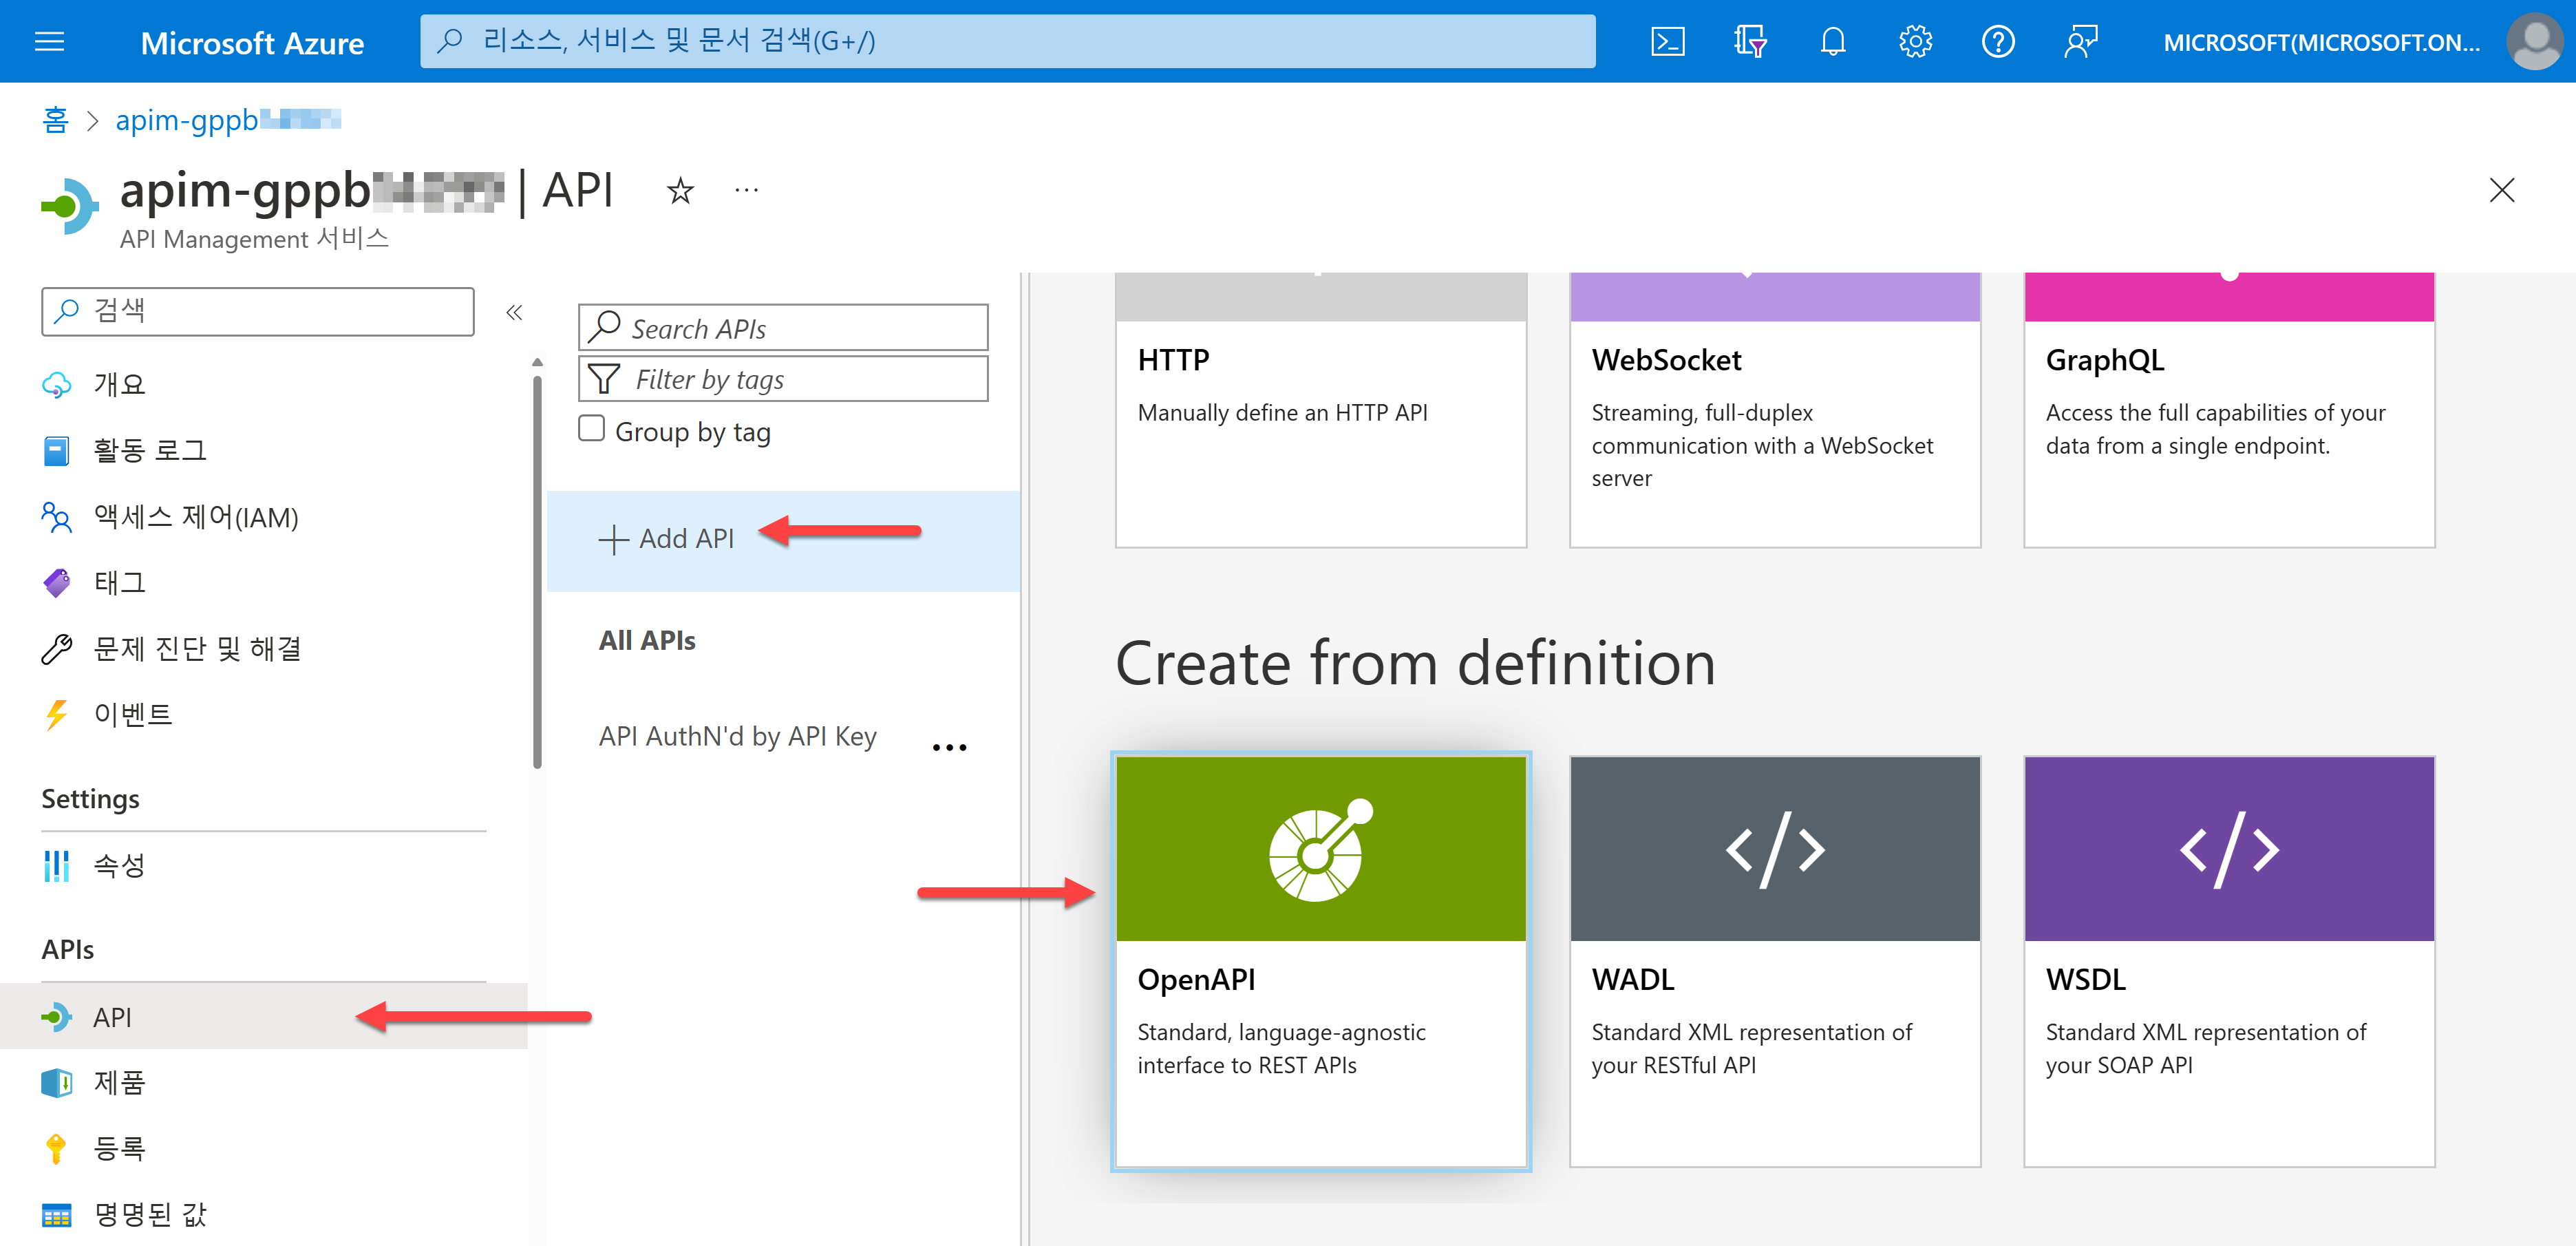 Microsoft Azure
리소스, 서비스 및 문서 검색(G+/)
MICROSOFT(MICROSOFT.ON...
홈 > apim-gppb
apim-gppb | API
API Management 서비스
검색
개요
활동 로그
액세스 제어(IAM)
태그
문제 진단 및 해결
이벤트
Settings
속성
APIs
API
제품
등록
명명된 값
Search APIs
Filter by tags
Group by tag
Add API
All APIs
API AuthN'd by API Key
HTTP
Manually define an HTTP API
WebSocket
Streaming, full-duplex
communication with a WebSocket
server
GraphQL
Access the full capabilities of your
data from a single endpoint.
Create from definition
OpenAPI
Standard, language-agnostic
interface to REST APIs
WADL
Standard XML representation of
your RESTful API
WSDL
Standard XML representation of
your SOAP API